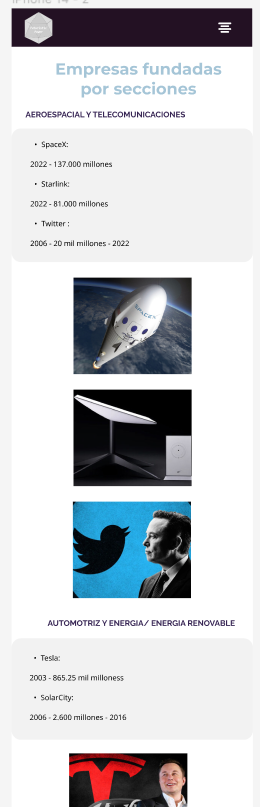 iPhone 14 - 2
Empresas fundadas
por secciones
AEROESPACIAL Y TELECOMUNICACIONES
• SpaceX:
2022 - 137.000 millones
• Starlink:
2022 - 81.000 millones
• Twitter :
2006 - 20 mil millones - 2022
SPACEX
AUTOMOTRIZ Y ENERGIA/ ENERGIA RENOVABLE
• Tesla:
2003 - 865.25 mil milloness
• SolarCity:
2006 - 2.600 millones - 2016